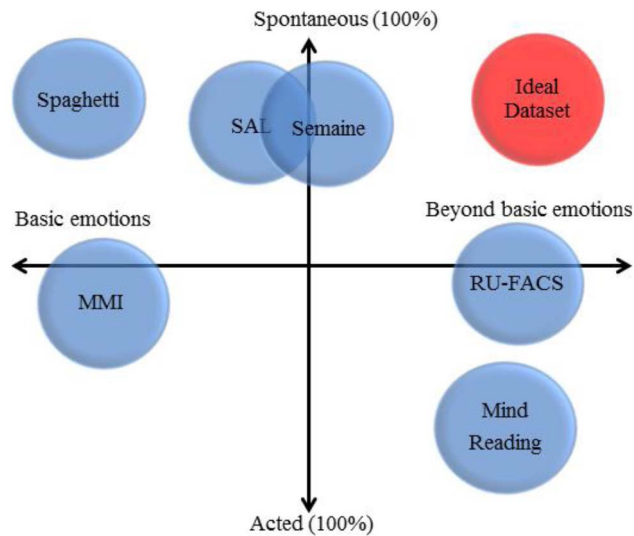 Spontaneous (100%)
Spaghetti
SAL
Semaine
Ideal
Dataset
Basic emotions
Beyond basic emotions
MMI
RU-FACS
Mind
Reading
Acted (100%)